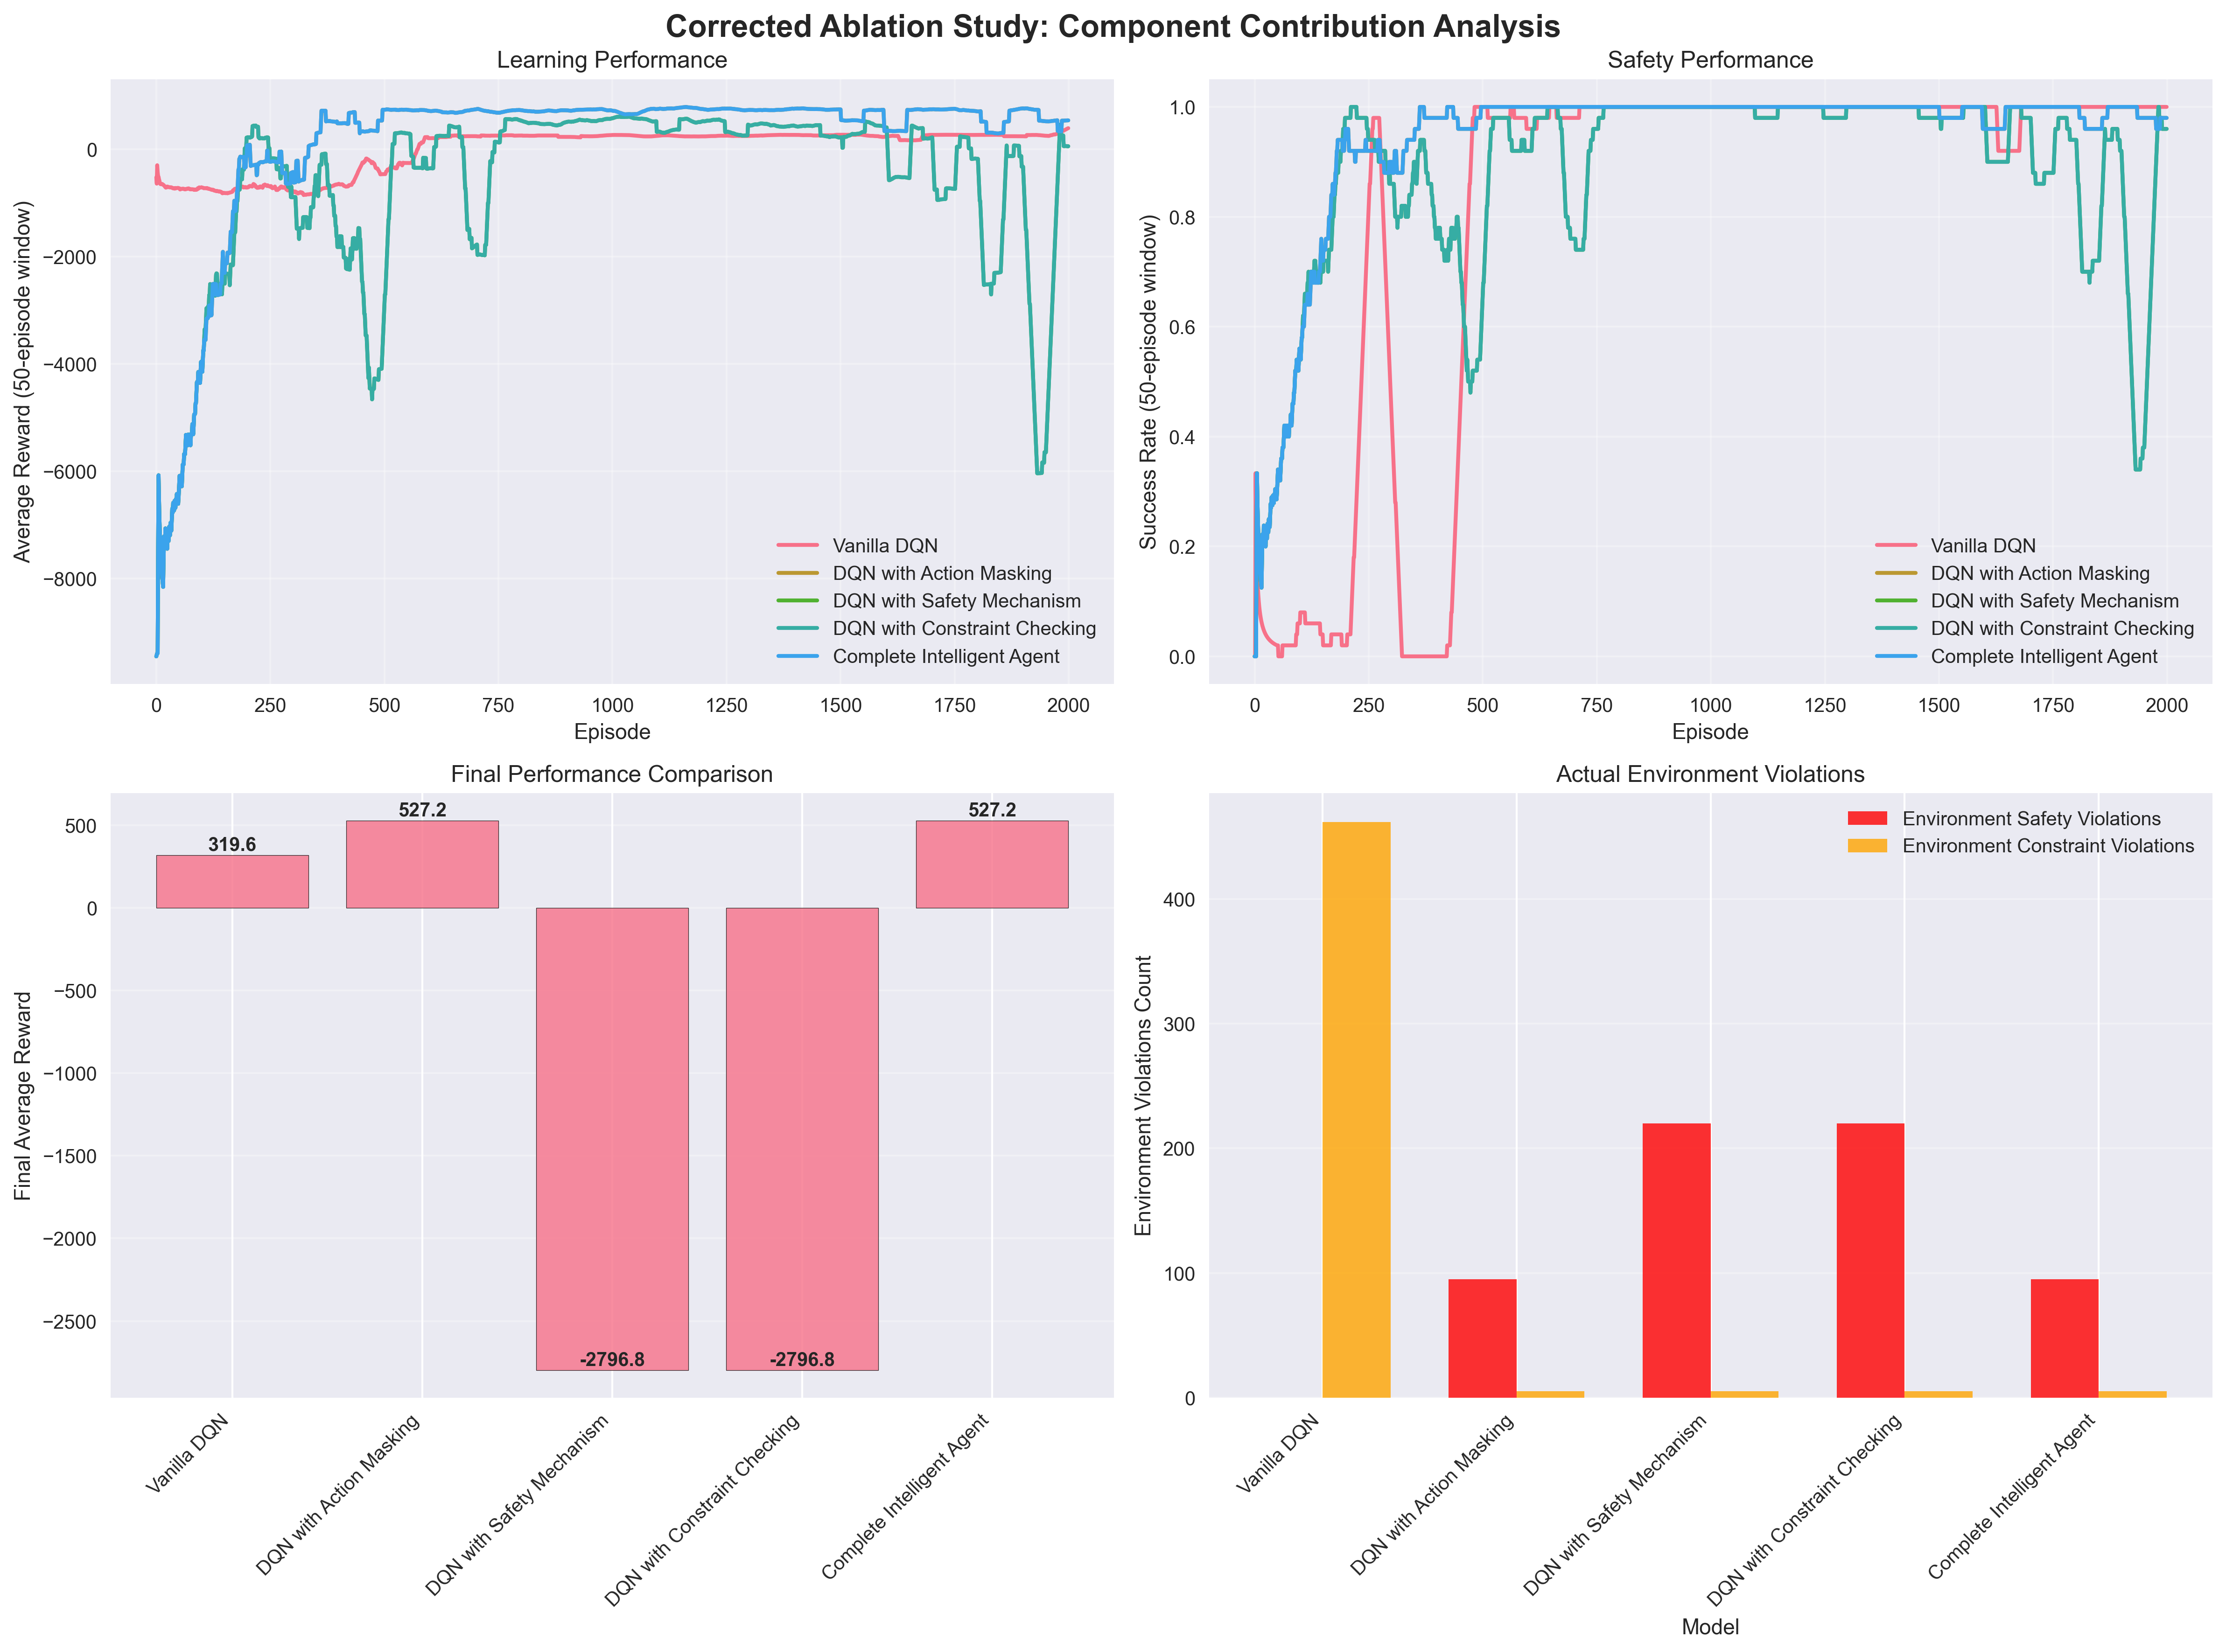 Corrected Ablation Study: Component Contribution Analysis
Learning Performance
Average Reward (50-episode window)
0
−2000
−4000
−6000
−8000
0 250 500 750 1000 1250 1500 1750 2000
Episode
Vanilla DQN
DQN with Action Masking
DQN with Safety Mechanism
DQN with Constraint Checking
Complete Intelligent Agent
Safety Performance
Success Rate (50-episode window)
1.0
0.8
0.6
0.4
0.2
0.0
0 250 500 750 1000 1250 1500 1750 2000
Episode
Vanilla DQN
DQN with Action Masking
DQN with Safety Mechanism
DQN with Constraint Checking
Complete Intelligent Agent
Final Performance Comparison
Final Average Reward
500
0
−500
−1000
−1500
−2000
−2500
319.6
527.2
-2796.8
-2796.8
527.2
Vanilla DQN
DQN with Action Masking
DQN with Safety Mechanism
DQN with Constraint Checking
Complete Intelligent Agent
Actual Environment Violations
Environment Violations Count
400
300
200
100
0
Environment Safety Violations
Environment Constraint Violations
Vanilla DQN
DQN with Action Masking
DQN with Safety Mechanism
DQN with Constraint Checking
Complete Intelligent Agent
Model